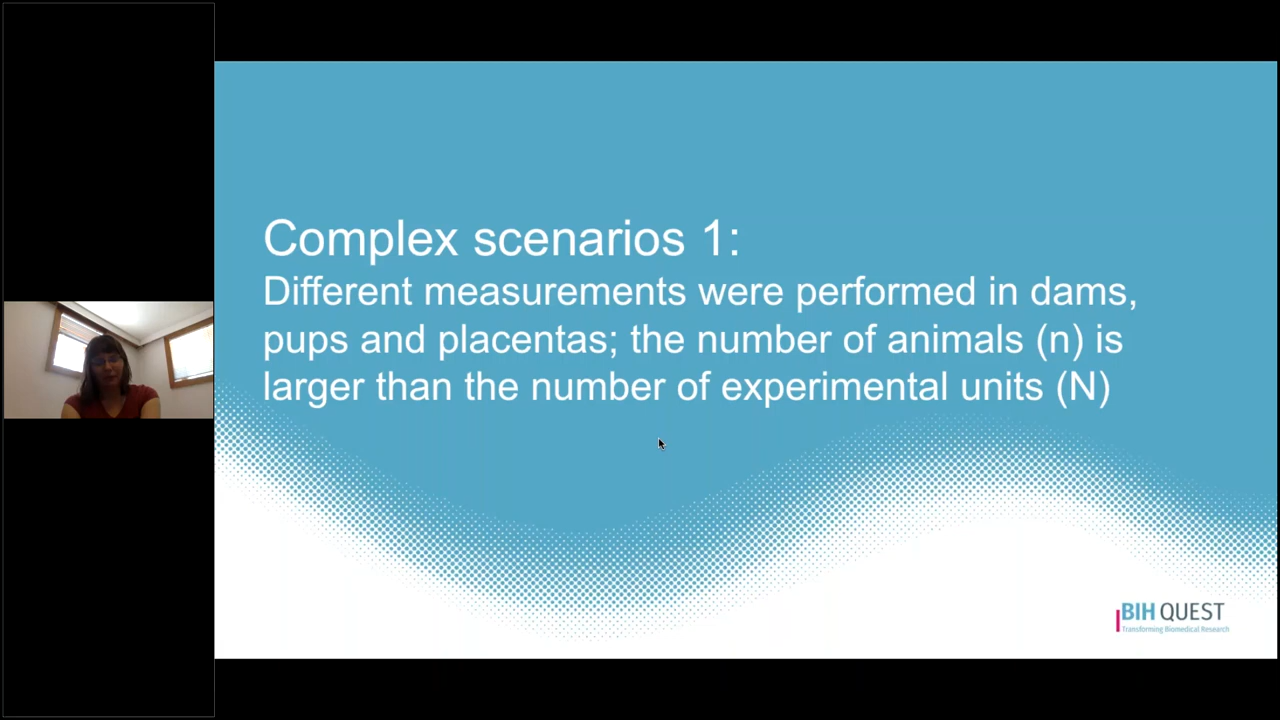 Complex scenarios 1:
Different measurements were performed in dams,
pups and placentas; the number of animals (n) is
larger than the number of experimental units (N)
BIH QUEST
Transforming Biomedical Research